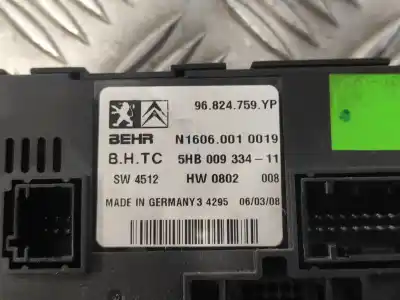 96.824.759.YP
BEHR N1606.001 0019
B.H.TC 5HB 009 334-11
SW 4512 HW 0802 008
MADE IN GERMANY 3 4295 06/03/08